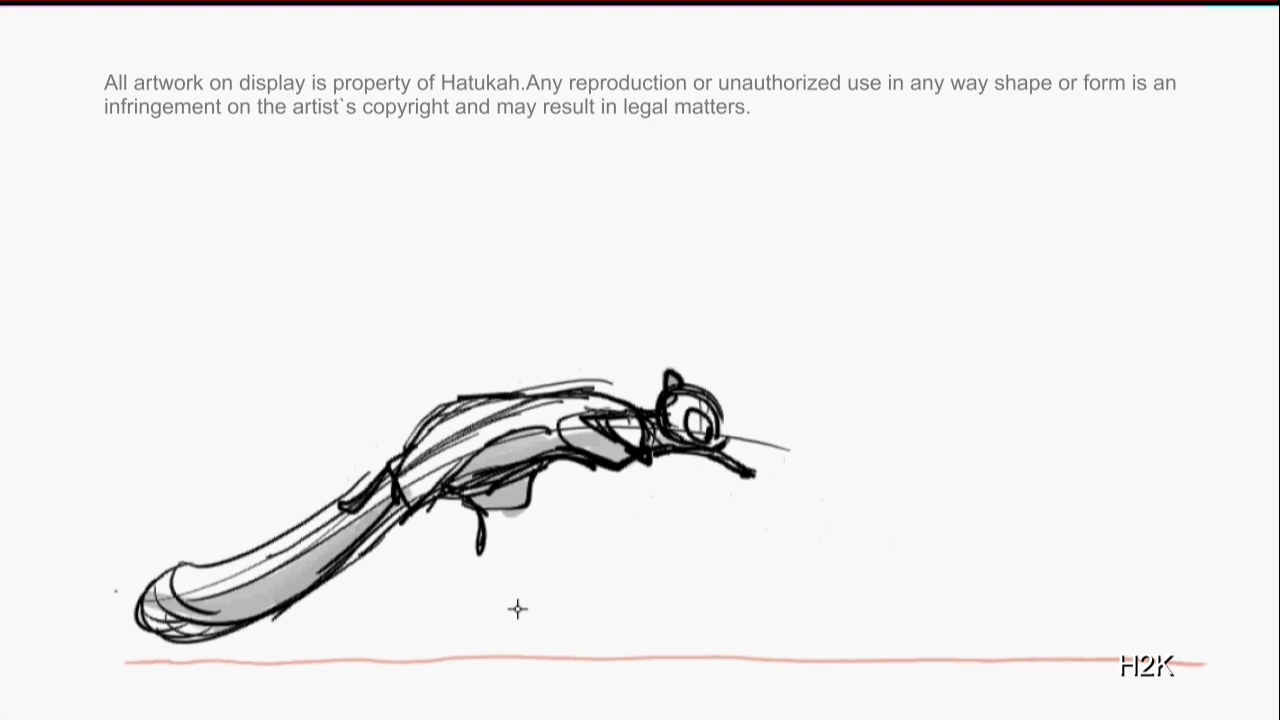 All artwork on display is property of Hatukah.Any reproduction or unauthorized use in any way shape or form is an
infringement on the artist`s copyright and may result in legal matters.
H2K